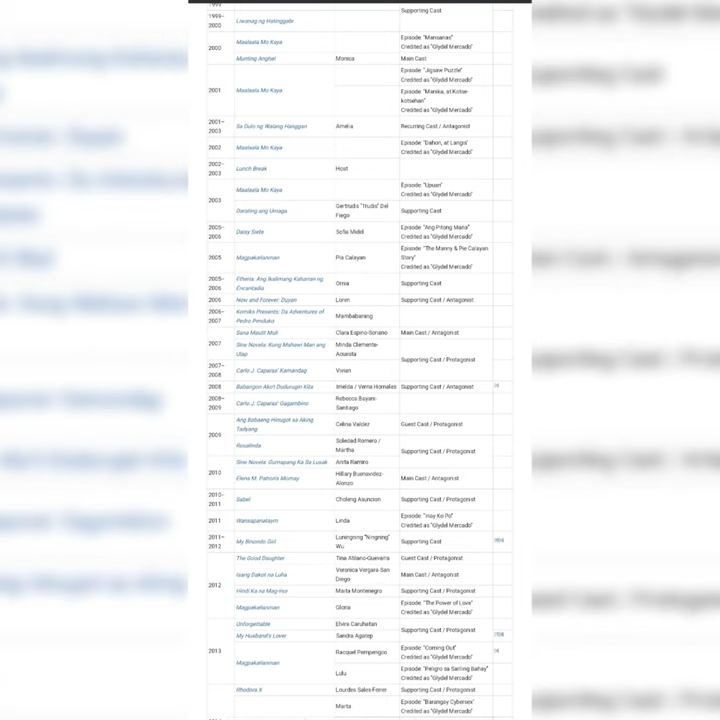 Supporting Cast
1999–
2000
Liwanag ng Hatinggabi
2000
Maalaala Mo Kaya
Episode: "Mansanas"
Credited as "Glydel Mercado"
Munting Anghel
Monica
Main Cast
2001
Maalaala Mo Kaya
Episode: "Jigsaw Puzzle"
Credited as "Glydel Mercado"
Episode: "Manika, at Kotse-
kotsehan"
Credited as "Glydel Mercado"
2001–
2003
Sa Dulo ng Walang Hanggan
Amelia
Recurring Cast / Antagonist
2002
Maalaala Mo Kaya
Episode: "Dahon, at Langis"
Credited as "Glydel Mercado"
2002–
2003
Lunch Break
Host
2003
Maalaala Mo Kaya
Episode: "Upuan"
Credited as "Glydel Mercado"
Darating ang Umaga
Gertrudis "Trudis" Del
Fuego
Supporting Cast
2005–
2006
Daisy Siete
Sofia Midel
Episode: "Ang Pitong Maria"
Credited as "Glydel Mercado"
2005
Magpakailanman
Pia Calayan
Episode: "The Manny & Pie Calayan
Story"
Credited as "Glydel Mercado"
2005–
2006
Etheria: Ang Ikalimang Kaharian ng
Encantadia
Ornia
Supporting Cast
2006
Now and Forever: Duyan
Loren
Supporting Cast / Antagonist
2006–
2007
Komiks Presents: Da Adventures of
Pedro Penduko
Mambabarang
2007
Sana Maulit Muli
Clara Espino-Soriano
Main Cast / Antagonist
Sine Novela: Kung Mahawi Man ang
Ulap
Minda Clemente-
Acuesta
Supporting Cast / Protagonist
2007–
2008
Carlo J. Caparas' Kamandag
Vivian
2008
Babangon Ako't Dudurugin Kita
Imelda / Verna Hornales
Supporting Cast / Antagonist
2008–
2009
Carlo J. Caparas' Gagambino
Rebecca Bayani-
Santiago
2009
Ang Babaeng Hinugot sa Aking
Tadyang
Celina Valdez
Guest Cast / Protagonist
Rosalinda
Soledad Romero /
Martha
Supporting Cast / Protagonist
2010
Sine Novela: Gumapang Ka Sa Lusak
Anita Ramiro
Elena M. Patron's Momay
Hillary Buenavidez-
Alonzo
Main Cast / Antagonist
2010–
2011
Sabel
Choleng Asuncion
Supporting Cast / Protagonist
2011
Wansapanataym
Linda
Episode: "Inay Ko Po"
Credited as "Glydel Mercado"
2011–
2012
My Binondo Girl
Luningning "Ningning"
Wu
Supporting Cast
2012
The Good Daughter
Tina Atilano-Guevarra
Guest Cast / Protagonist
Isang Dakot na Luha
Veronica Vergara-San
Diego
Main Cast / Antagonist
Hindi Ka na Mag-iisa
Maita Montenegro
Supporting Cast / Protagonist
Magpakailanman
Gloria
Episode: "The Power of Love"
Credited as "Glydel Mercado"
2013
Unforgettable
Elvira Caruhatan
Supporting Cast / Protagonist
My Husband's Lover
Sandra Agatep
Magpakailanman
Racquel Pempengco
Episode: "Coming Out"
Credited as "Glydel Mercado"
Lulu
Episode: "Peligro sa Sariling Bahay"
Credited as "Glydel Mercado"
Rhodora X
Lourdes Sales-Ferrer
Supporting Cast / Protagonist
Marta
Episode: "Barangay Cybersex"
Credited as "Glydel Mercado"